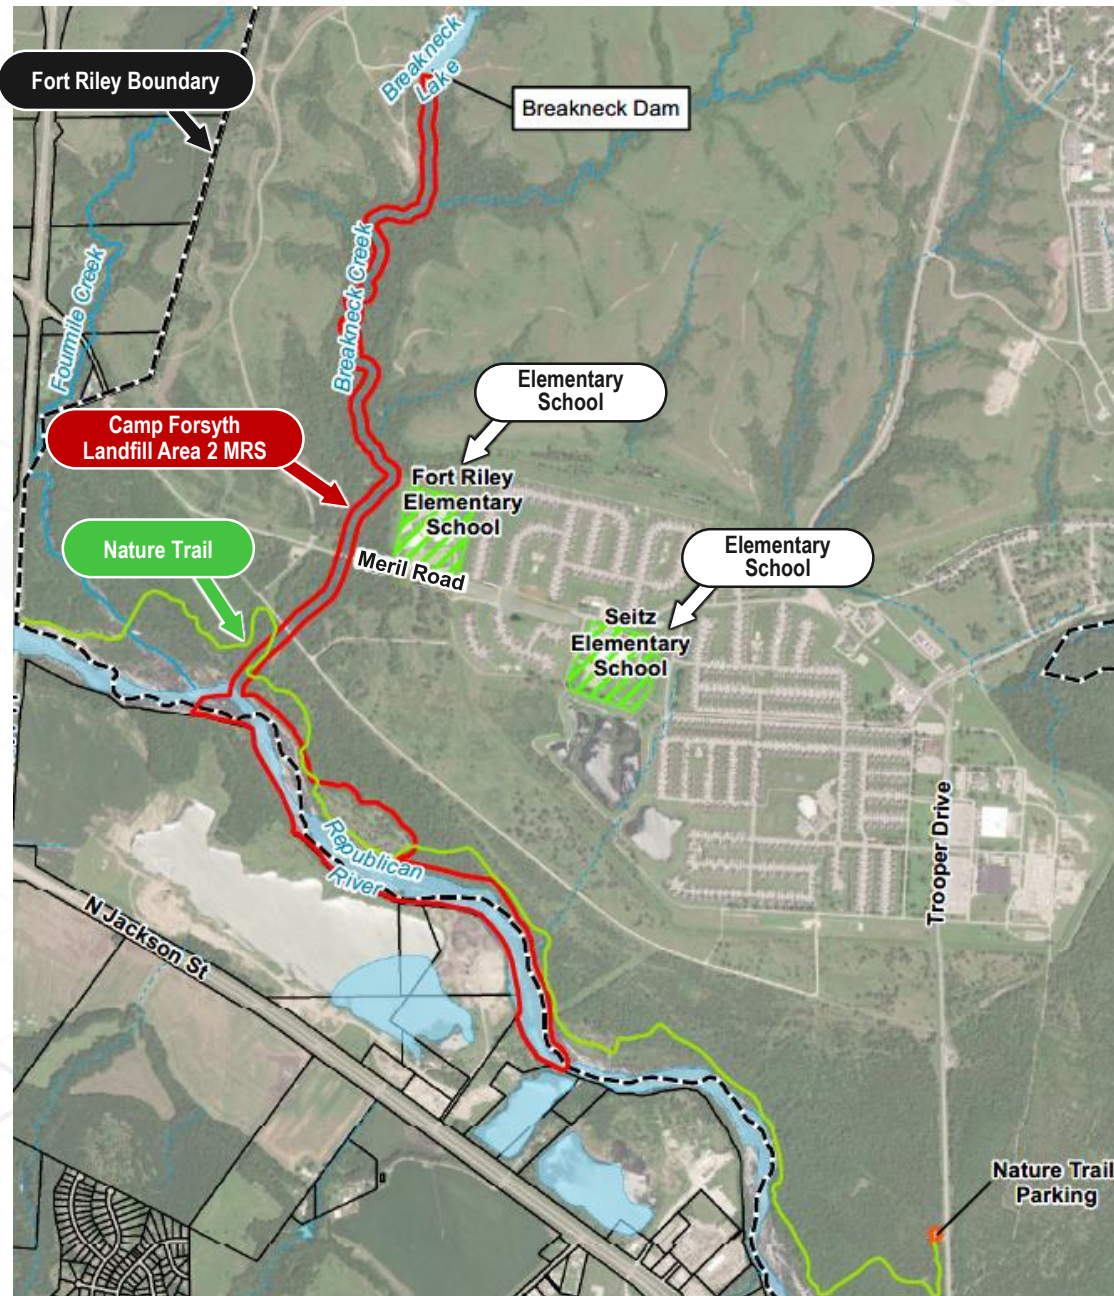 Breakneck
Lake
Fort Riley Boundary
Breakneck Dam
Fourmile Creek
Breakneck Creek
Elementary
School
Camp Forsyth
Landfill Area 2 MRS
Fort Riley
Elementary
School
Nature Trail
Meril Road
Elementary
School
Seitz
Elementary
School
Republican
River
Trooper Drive
N Jackson St
Nature Trail
Parking